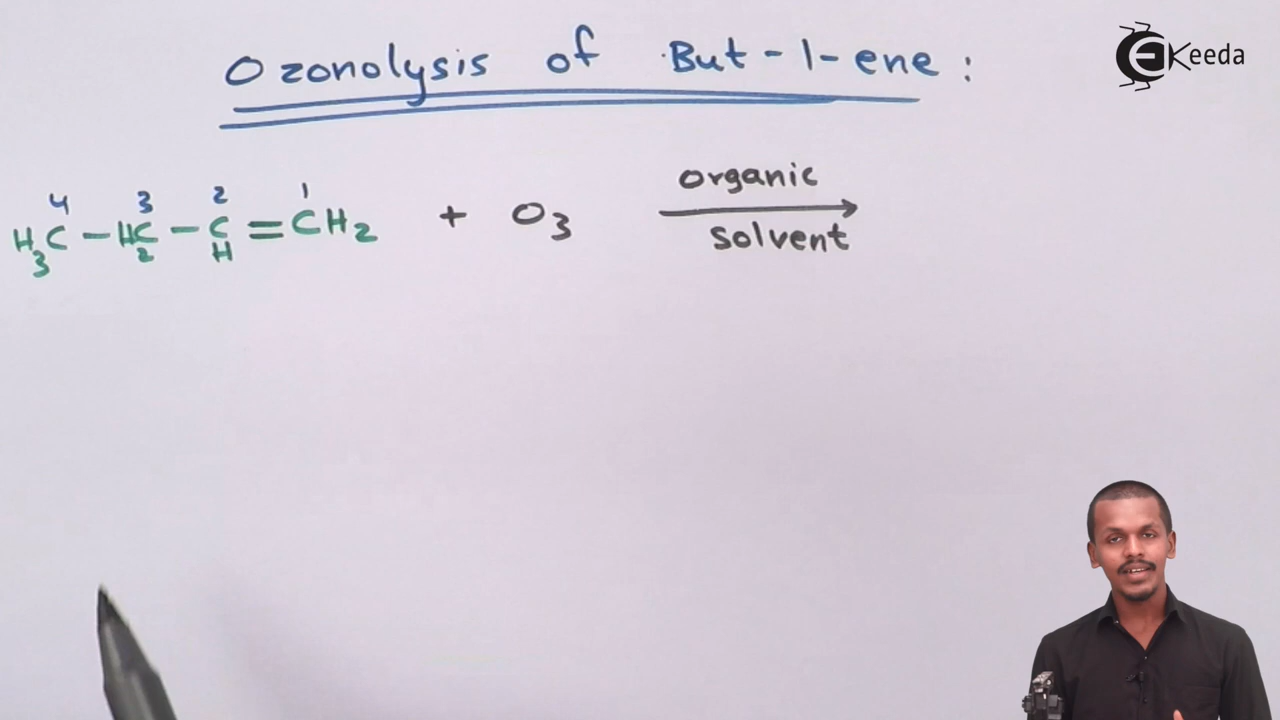 Ozonolysis of But-1-ene :
EKeeda
organic
4 3 2 1
H3C - H2C - CH = CH2 + O3
solvent